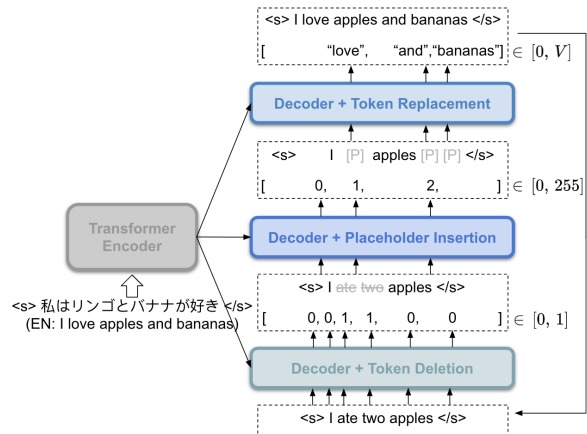 <s> I love apples and bananas </s>
[ "love", "and","bananas"] ∈ [0, V]
Decoder + Token Replacement
<s> I [P] apples [P] [P] </s>
[ 0, 1, 2, ] ∈ [0, 255]
Transformer
Encoder
Decoder + Placeholder Insertion
<s> 私はリンゴとバナナが好き </s>
(EN: I love apples and bananas)
<s> I ate two apples </s>
[ 0, 0, 1, 1, 0, 0 ] ∈ [0, 1]
Decoder + Token Deletion
<s> I ate two apples </s>